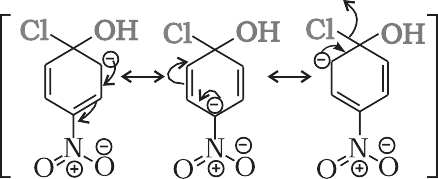 Cl OH Cl OH Cl OH
⊖ ⊖ ⊖
N N N
O O⊖ O O⊖ O O⊖
⊕ ⊕ ⊕